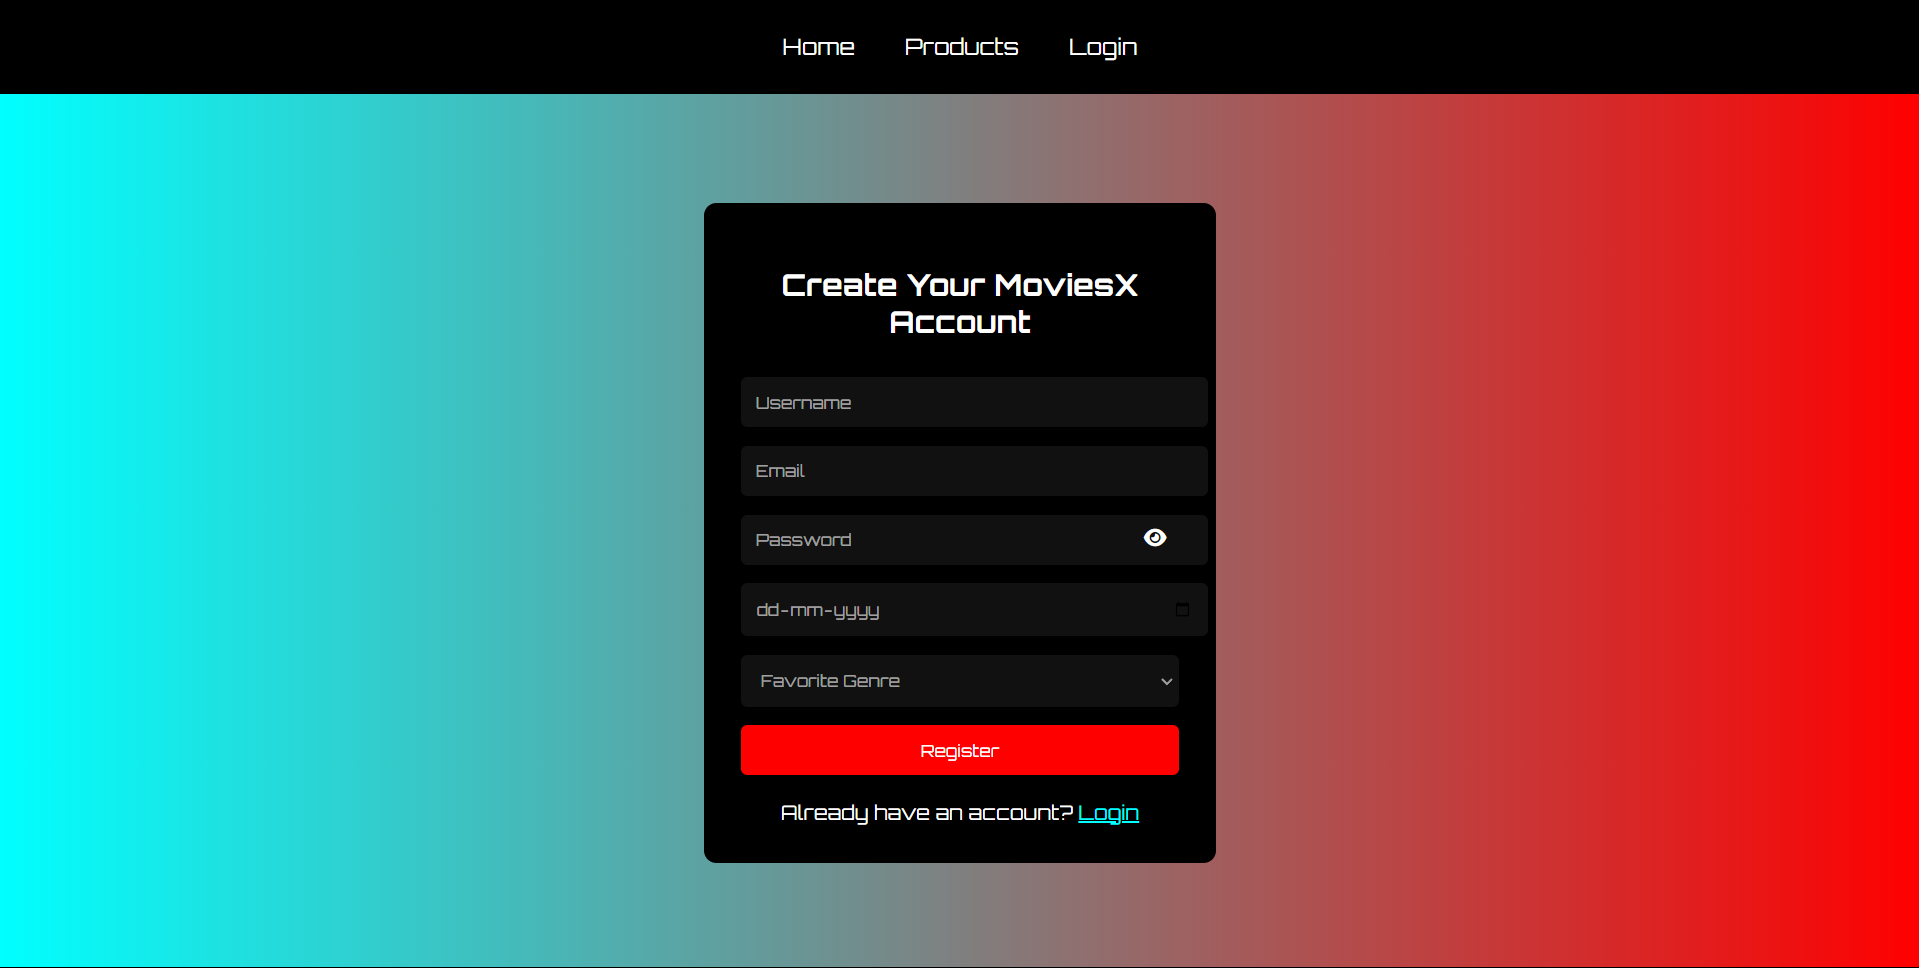 Home Products Login
Create Your MoviesX
Account
Username
Email
Password
dd-mm-yyyy
Favorite Genre
Register
Already have an account? Login